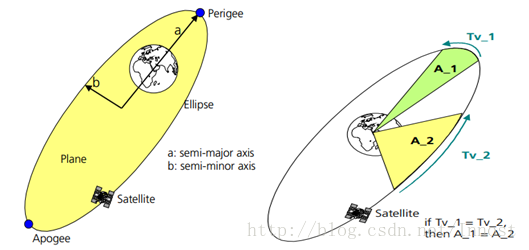 Perigee
a
b
Ellipse
Plane
a: semi-major axis
b: semi-minor axis
Satellite
Apogee
Tv_1
A_1
A_2
Tv_2
Satellite
if Tv_1 = Tv_2,
then A_1 = A_2